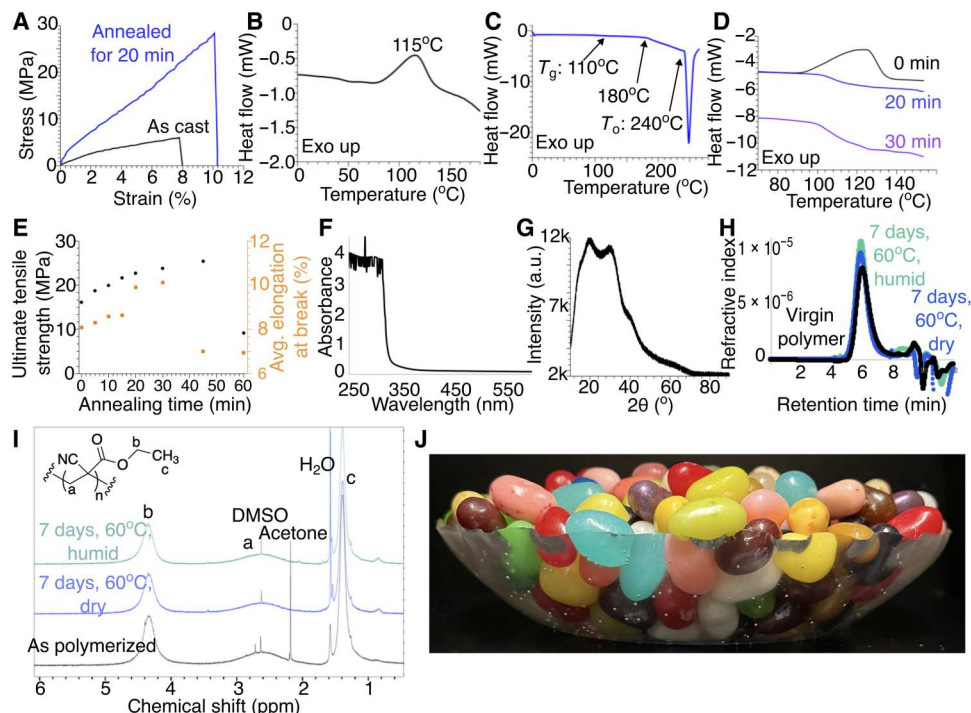 A
Stress (MPa)
30
20
10
0
Annealed
for 20 min
As cast
0 2 4 6 8 10 12
Strain (%)
B
Heat flow (mW)
0
−0.5
−1.0
−1.5
−2.0
115°C
Exo up
0 50 100 150
Temperature (°C)
C
Heat flow (mW)
0
−10
−20
Tg: 110°C
180°C
To: 240°C
Exo up
0 100 200
Temperature (°C)
D
Heat flow (mW)
−2
−4
−6
−8
−10
−12
0 min
20 min
30 min
Exo up
80 100 120 140
Temperature (°C)
E
Ultimate tensile
strength (MPa)
30
20
10
0
12
10
8
6
Avg. elongation
at break (%)
0 10 20 30 40 50 60
Annealing time (min)
F
Absorbance
5
4
3
2
1
0
250 350 450 550
Wavelength (nm)
G
Intensity (a.u.)
12k
7k
2k
20 40 60 80
2θ (°)
H
Refractive index
1 × 10⁻⁵
5 × 10⁻⁶
0
7 days,
60°C,
humid
7 days,
60°C,
dry
Virgin
polymer
2 4 6 8
Retention time (min)
I
NC
O
O
b
CH₃
c
a
n
H₂O
c
b
DMSO
a
Acetone
7 days, 60°C,
humid
7 days, 60°C,
dry
As polymerized
6 5 4 3 2 1
Chemical shift (ppm)
J